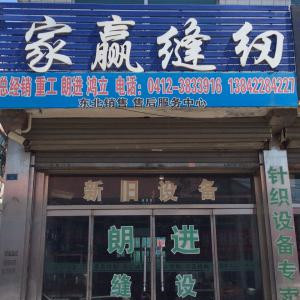 家赢缝纫
总经销 重工 朗进 鸿立 电话：0412-3833916 13842284227
东北销售 售后服务中心
新旧设备
朗进
缝设
针织设备专